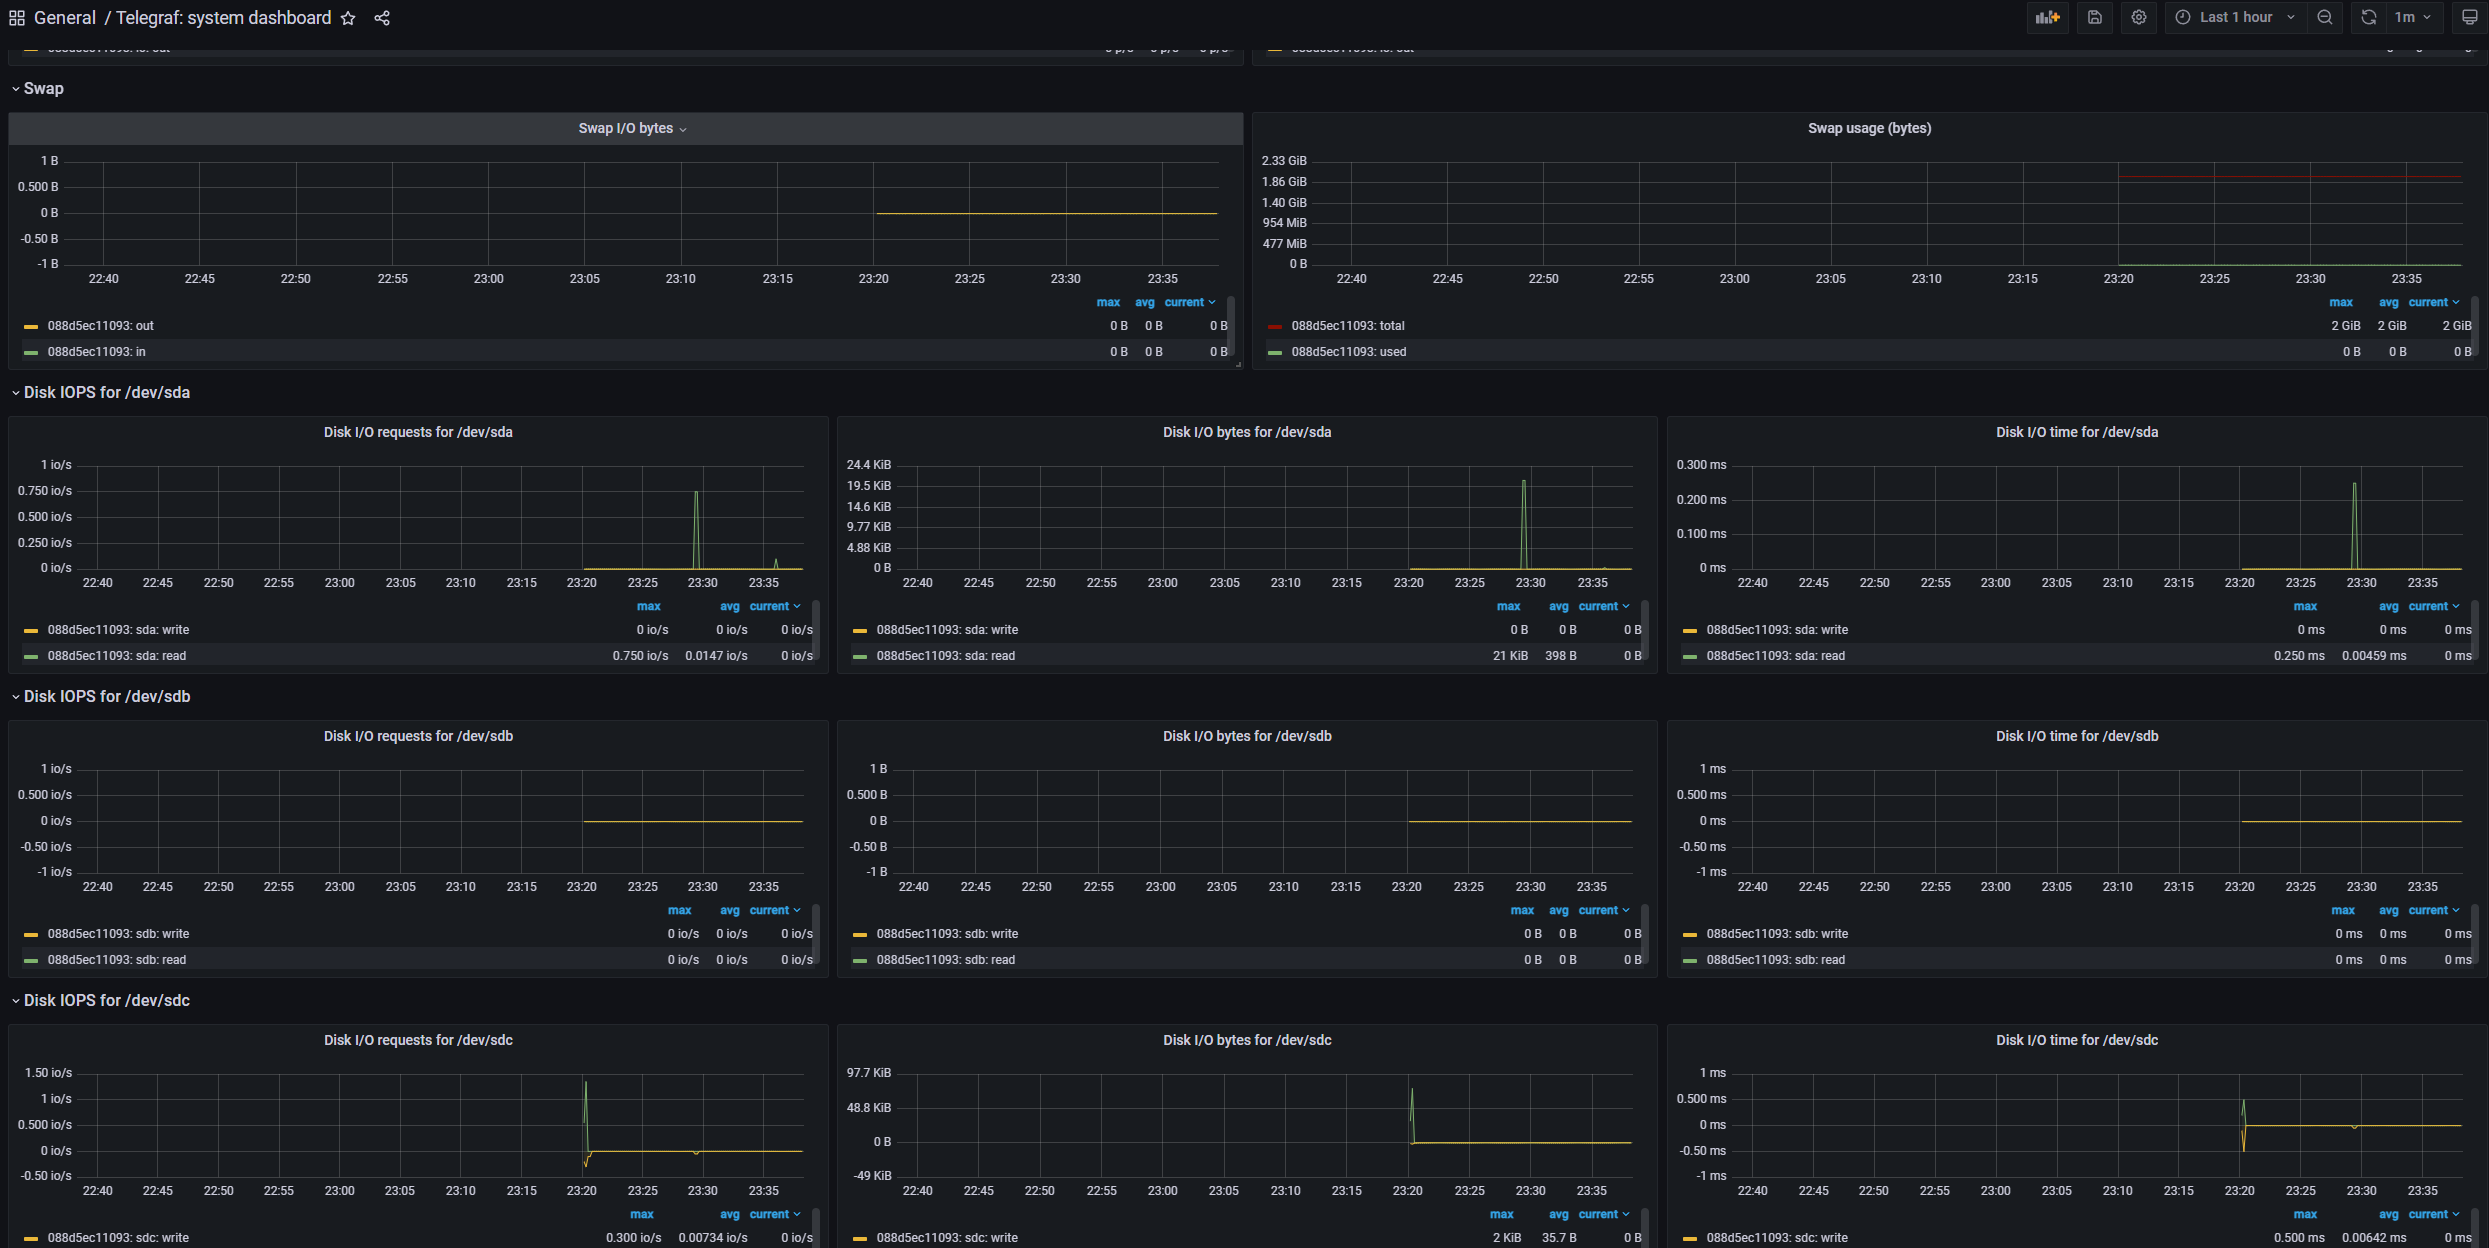 General / Telegraf: system dashboard Last 1 hour 1m
Swap
Swap I/O bytes
1 B
0.500 B
0 B
-0.50 B
-1 B
22:40 22:45 22:50 22:55 23:00 23:05 23:10 23:15 23:20 23:25 23:30 23:35
max avg current
088d5ec11093: out 0 B 0 B 0 B
088d5ec11093: in 0 B 0 B 0 B
Swap usage (bytes)
2.33 GiB
1.86 GiB
1.40 GiB
954 MiB
477 MiB
0 B
22:40 22:45 22:50 22:55 23:00 23:05 23:10 23:15 23:20 23:25 23:30 23:35
max avg current
088d5ec11093: total 2 GiB 2 GiB 2 GiB
088d5ec11093: used 0 B 0 B 0 B
Disk IOPS for /dev/sda
Disk I/O requests for /dev/sda
1 io/s
0.750 io/s
0.500 io/s
0.250 io/s
0 io/s
22:40 22:45 22:50 22:55 23:00 23:05 23:10 23:15 23:20 23:25 23:30 23:35
max avg current
088d5ec11093: sda: write 0 io/s 0 io/s 0 io/s
088d5ec11093: sda: read 0.750 io/s 0.0147 io/s 0 io/s
Disk I/O bytes for /dev/sda
24.4 KiB
19.5 KiB
14.6 KiB
9.77 KiB
4.88 KiB
0 B
22:40 22:45 22:50 22:55 23:00 23:05 23:10 23:15 23:20 23:25 23:30 23:35
max avg current
088d5ec11093: sda: write 0 B 0 B 0 B
088d5ec11093: sda: read 21 KiB 398 B 0 B
Disk I/O time for /dev/sda
0.300 ms
0.200 ms
0.100 ms
0 ms
22:40 22:45 22:50 22:55 23:00 23:05 23:10 23:15 23:20 23:25 23:30 23:35
max avg current
088d5ec11093: sda: write 0 ms 0 ms 0 ms
088d5ec11093: sda: read 0.250 ms 0.00459 ms 0 ms
Disk IOPS for /dev/sdb
Disk I/O requests for /dev/sdb
1 io/s
0.500 io/s
0 io/s
-0.50 io/s
-1 io/s
22:40 22:45 22:50 22:55 23:00 23:05 23:10 23:15 23:20 23:25 23:30 23:35
max avg current
088d5ec11093: sdb: write 0 io/s 0 io/s 0 io/s
088d5ec11093: sdb: read 0 io/s 0 io/s 0 io/s
Disk I/O bytes for /dev/sdb
1 B
0.500 B
0 B
-0.50 B
-1 B
22:40 22:45 22:50 22:55 23:00 23:05 23:10 23:15 23:20 23:25 23:30 23:35
max avg current
088d5ec11093: sdb: write 0 B 0 B 0 B
088d5ec11093: sdb: read 0 B 0 B 0 B
Disk I/O time for /dev/sdb
1 ms
0.500 ms
0 ms
-0.50 ms
-1 ms
22:40 22:45 22:50 22:55 23:00 23:05 23:10 23:15 23:20 23:25 23:30 23:35
max avg current
088d5ec11093: sdb: write 0 ms 0 ms 0 ms
088d5ec11093: sdb: read 0 ms 0 ms 0 ms
Disk IOPS for /dev/sdc
Disk I/O requests for /dev/sdc
1.50 io/s
1 io/s
0.500 io/s
0 io/s
-0.50 io/s
22:40 22:45 22:50 22:55 23:00 23:05 23:10 23:15 23:20 23:25 23:30 23:35
max avg current
088d5ec11093: sdc: write 0.300 io/s 0.00734 io/s 0 io/s
Disk I/O bytes for /dev/sdc
97.7 KiB
48.8 KiB
0 B
-49 KiB
22:40 22:45 22:50 22:55 23:00 23:05 23:10 23:15 23:20 23:25 23:30 23:35
max avg current
088d5ec11093: sdc: write 2 KiB 35.7 B 0 B
Disk I/O time for /dev/sdc
1 ms
0.500 ms
0 ms
-0.50 ms
-1 ms
22:40 22:45 22:50 22:55 23:00 23:05 23:10 23:15 23:20 23:25 23:30 23:35
max avg current
088d5ec11093: sdc: write 0.500 ms 0.00642 ms 0 ms